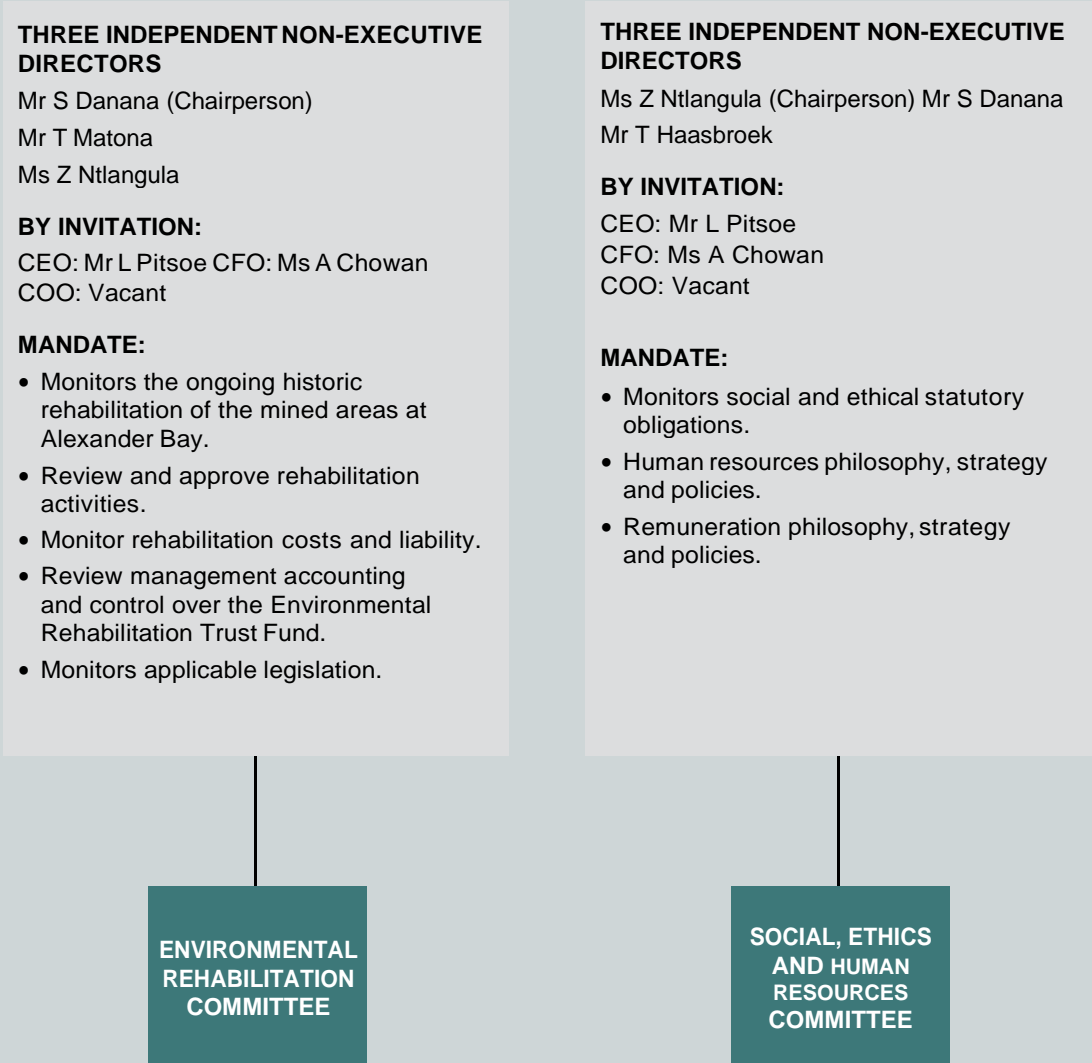 THREE INDEPENDENT NON-EXECUTIVE
DIRECTORS
Mr S Danana (Chairperson)
Mr T Matona
Ms Z Ntlangula
BY INVITATION:
CEO: Mr L Pitsoe CFO: Ms A Chowan
COO: Vacant
MANDATE:
• Monitors the ongoing historic
rehabilitation of the mined areas at
Alexander Bay.
• Review and approve rehabilitation
activities.
• Monitor rehabilitation costs and liability.
• Review management accounting
and control over the Environmental
Rehabilitation Trust Fund.
• Monitors applicable legislation.
ENVIRONMENTAL
REHABILITATION
COMMITTEE
THREE INDEPENDENT NON-EXECUTIVE
DIRECTORS
Ms Z Ntlangula (Chairperson) Mr S Danana
Mr T Haasbroek
BY INVITATION:
CEO: Mr L Pitsoe
CFO: Ms A Chowan
COO: Vacant
MANDATE:
• Monitors social and ethical statutory
obligations.
• Human resources philosophy, strategy
and policies.
• Remuneration philosophy, strategy
and policies.
SOCIAL, ETHICS
AND HUMAN
RESOURCES
COMMITTEE